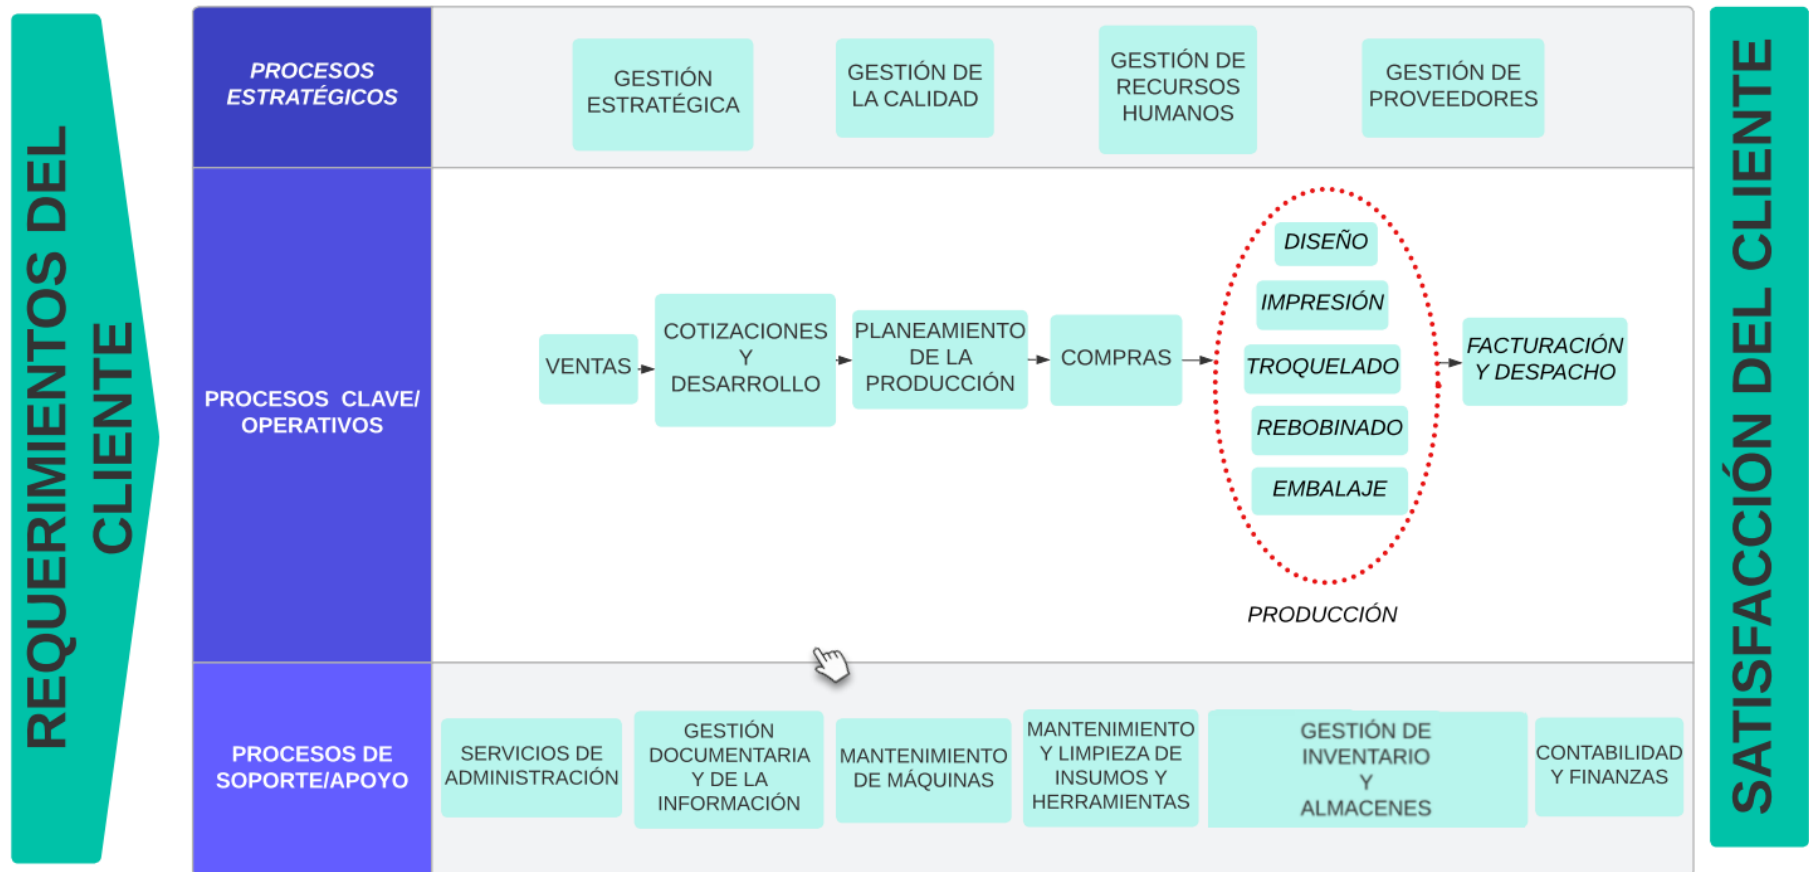 REQUERIMIENTOS DEL
CLIENTE
PROCESOS
ESTRATÉGICOS
GESTIÓN
ESTRATÉGICA
GESTIÓN DE
LA CALIDAD
GESTIÓN DE
RECURSOS
HUMANOS
GESTIÓN DE
PROVEEDORES
PROCESOS CLAVE/
OPERATIVOS
VENTAS
COTIZACIONES
Y
DESARROLLO
PLANEAMIENTO
DE LA
PRODUCCIÓN
COMPRAS
DISEÑO
IMPRESIÓN
TROQUELADO
REBOBINADO
EMBALAJE
PRODUCCIÓN
FACTURACIÓN
Y DESPACHO
PROCESOS DE
SOPORTE/APOYO
SERVICIOS DE
ADMINISTRACIÓN
GESTIÓN
DOCUMENTARIA
Y DE LA
INFORMACIÓN
MANTENIMIENTO
DE MÁQUINAS
MANTENIMIENTO
Y LIMPIEZA DE
INSUMOS Y
HERRAMIENTAS
GESTIÓN DE
INVENTARIO
Y
ALMACENES
CONTABILIDAD
Y FINANZAS
SATISFACCIÓN DEL CLIENTE